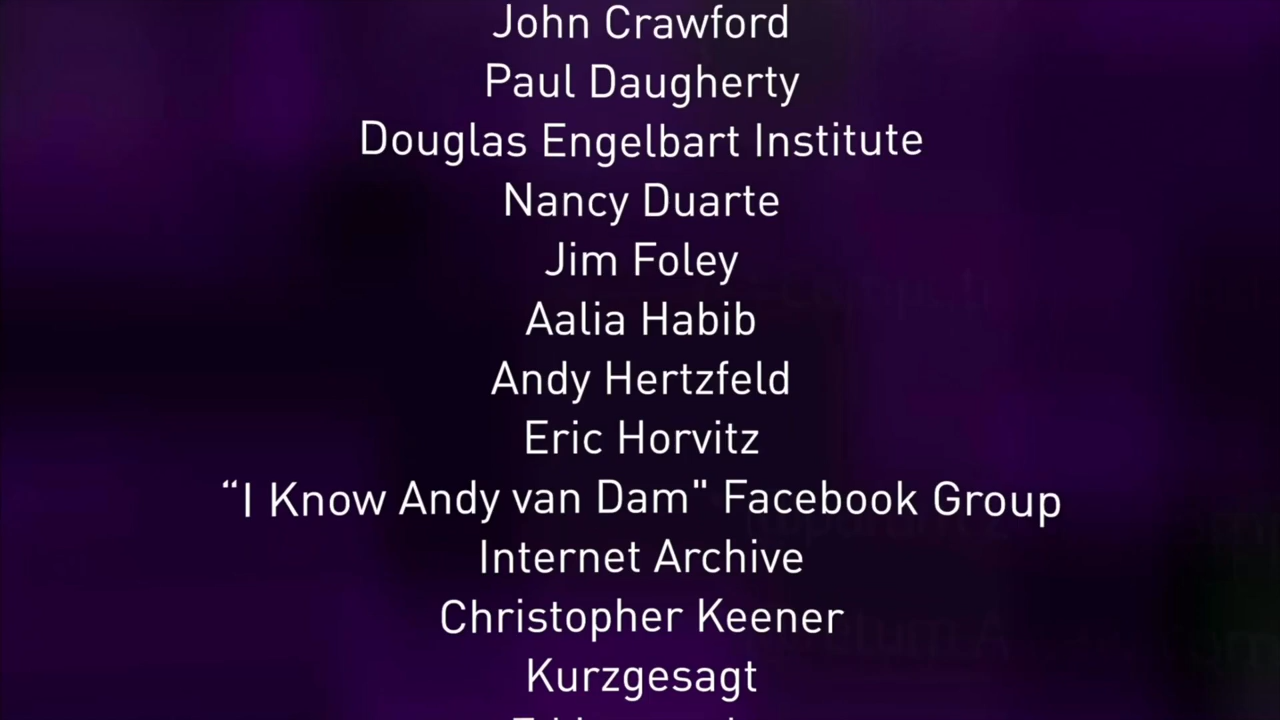 John Crawford
Paul Daugherty
Douglas Engelbart Institute
Nancy Duarte
Jim Foley
Aalia Habib
Andy Hertzfeld
Eric Horvitz
“I Know Andy van Dam" Facebook Group
Internet Archive
Christopher Keener
Kurzgesagt